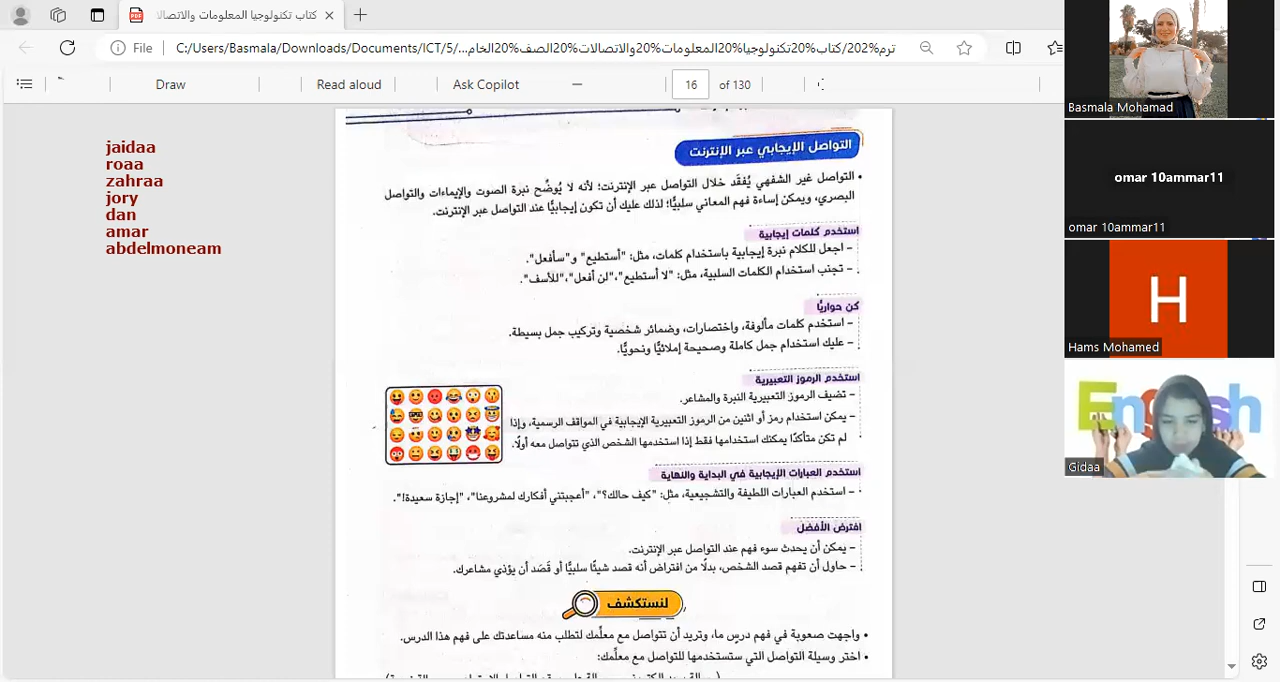 كتاب تكنولوجيا المعلومات والاتصالا
File
C:/Users/Basmala/Downloads/Documents/ICT/5/...ترم%202/كتاب%20تكنولوجيا%20المعلومات%20والاتصالات%20الصف%20الخام
Draw
Read aloud
Ask Copilot
16
of 130
jaidaa
roaa
zahraa
jory
dan
amar
abdelmoneam
التواصل الإيجابي عبر الإنترنت
• التواصل غير الشفهي يُفقَد خلال التواصل عبر الإنترنت؛ لأنه لا يُوضِّح نبرة الصوت والإيماءات والتواصل
البصري، ويمكن إساءة فهم المعاني سلبيًّا؛ لذلك عليك أن تكون إيجابيًّا عند التواصل عبر الإنترنت.
استخدم كلمات إيجابية
– اجعل للكلام نبرة إيجابية باستخدام كلمات، مثل: "أستطيع" و"سأفعل".
– تجنب استخدام الكلمات السلبية، مثل: "لا أستطيع"،"لن أفعل"،"للأسف".
كن حواريًّا
– استخدم كلمات مألوفة، واختصارات، وضمائر شخصية وتركيب جمل بسيطة.
– عليك استخدام جمل كاملة وصحيحة إملائيًّا ونحويًّا.
استخدم الرموز التعبيرية
– تضيف الرموز التعبيرية النبرة والمشاعر.
– يمكن استخدام رمز أو اثنين من الرموز التعبيرية الإيجابية في المواقف الرسمية، وإذا
لم تكن متأكدًا يمكنك استخدامها فقط إذا استخدمها الشخص الذي تتواصل معه أولًا.
استخدم العبارات الإيجابية في البداية والنهاية
– استخدم العبارات اللطيفة والتشجيعية، مثل: "كيف حالك؟"، "أعجبتني أفكارك لمشروعنا"، "إجازة سعيدة!".
افترض الأفضل
– يمكن أن يحدث سوء فهم عند التواصل عبر الإنترنت.
– حاول أن تفهم قصد الشخص، بدلًا من افتراض أنه قصد شيئًا سلبيًّا أو قَصَد أن يؤذي مشاعرك.
لنستكشف
• واجهت صعوبة في فهم درسٍ ما، وتريد أن تتواصل مع معلِّمك لتطلب منه مساعدتك على فهم هذا الدرس.
• اختر وسيلة التواصل التي ستستخدمها للتواصل مع معلِّمك:
Basmala Mohamad
omar 10ammar11
omar 10ammar11
H
Hams Mohamed
English
Gidaa